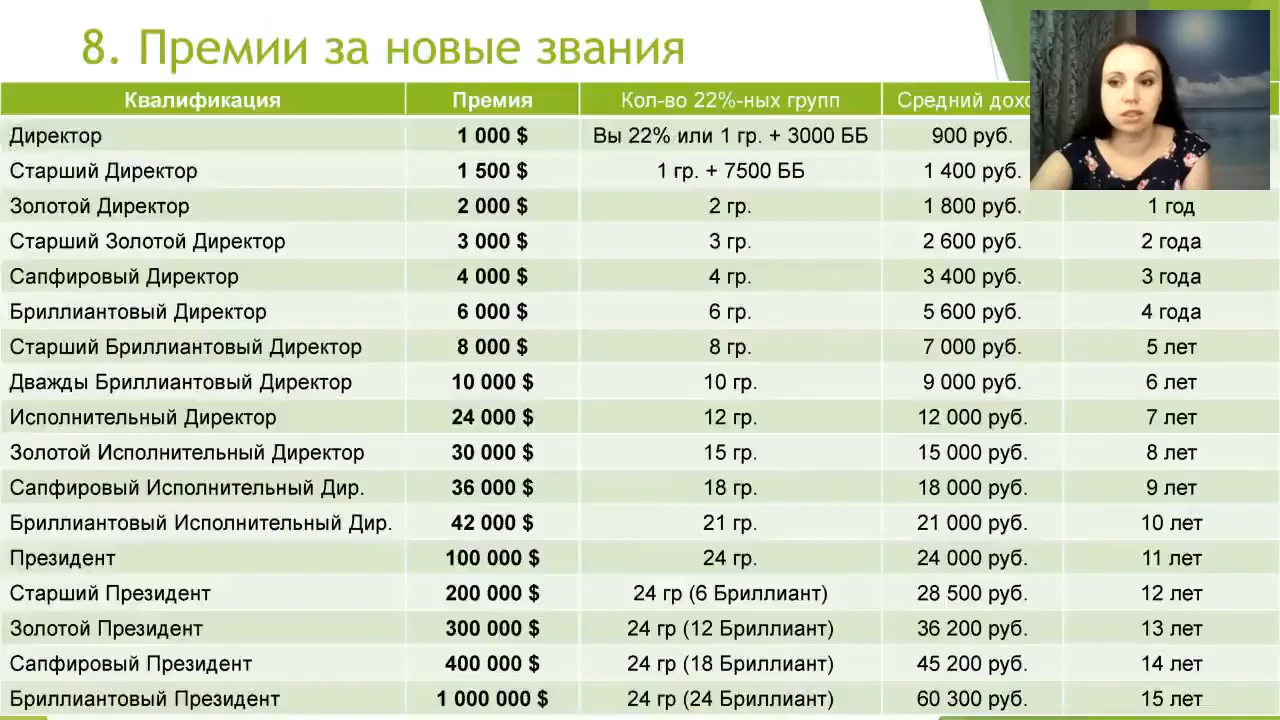 8. Премии за новые звания
Квалификация Премия Кол-во 22%-ных групп Средний
Директор 1 000 $ Вы 22% или 1 гр. + 3000 ББ 900 руб.
Старший Директор 1 500 $ 1 гр. + 7500 ББ 1 400 руб.
Золотой Директор 2 000 $ 2 гр. 1 800 руб. 1 год
Старший Золотой Директор 3 000 $ 3 гр. 2 600 руб. 2 года
Сапфировый Директор 4 000 $ 4 гр. 3 400 руб. 3 года
Бриллиантовый Директор 6 000 $ 6 гр. 5 600 руб. 4 года
Старший Бриллиантовый Директор 8 000 $ 8 гр. 7 000 руб. 5 лет
Дважды Бриллиантовый Директор 10 000 $ 10 гр. 9 000 руб. 6 лет
Исполнительный Директор 24 000 $ 12 гр. 12 000 руб. 7 лет
Золотой Исполнительный Директор 30 000 $ 15 гр. 15 000 руб. 8 лет
Сапфировый Исполнительный Дир. 36 000 $ 18 гр. 18 000 руб. 9 лет
Бриллиантовый Исполнительный Дир. 42 000 $ 21 гр. 21 000 руб. 10 лет
Президент 100 000 $ 24 гр. 24 000 руб. 11 лет
Старший Президент 200 000 $ 24 гр (6 Бриллиант) 28 500 руб. 12 лет
Золотой Президент 300 000 $ 24 гр (12 Бриллиант) 36 200 руб. 13 лет
Сапфировый Президент 400 000 $ 24 гр (18 Бриллиант) 45 200 руб. 14 лет
Бриллиантовый Президент 1 000 000 $ 24 гр (24 Бриллиант) 60 300 руб. 15 лет